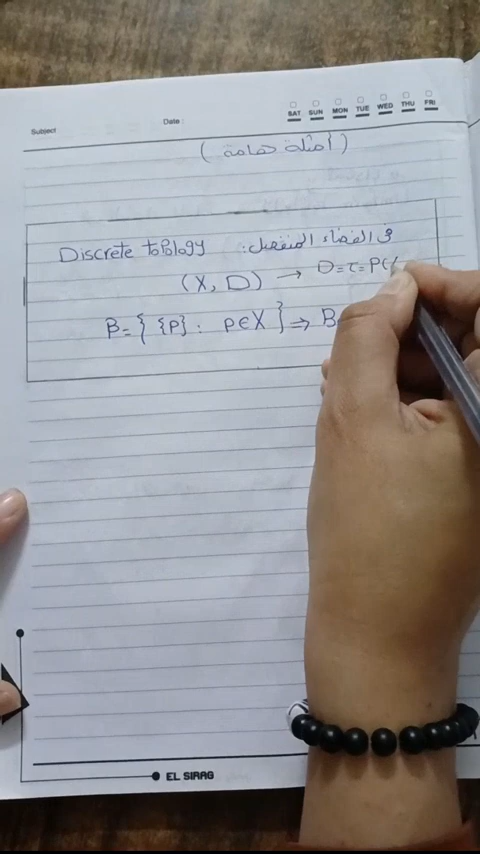 SAT SUN MON TUE WED THU FRI
Subject
Date :
( أمثلة هامة )
Discrete topology في الفضاء المنفصل:
(X, D) → D=τ=P(
β={ {P} : P∈X } ⇒ B
EL SIRAG